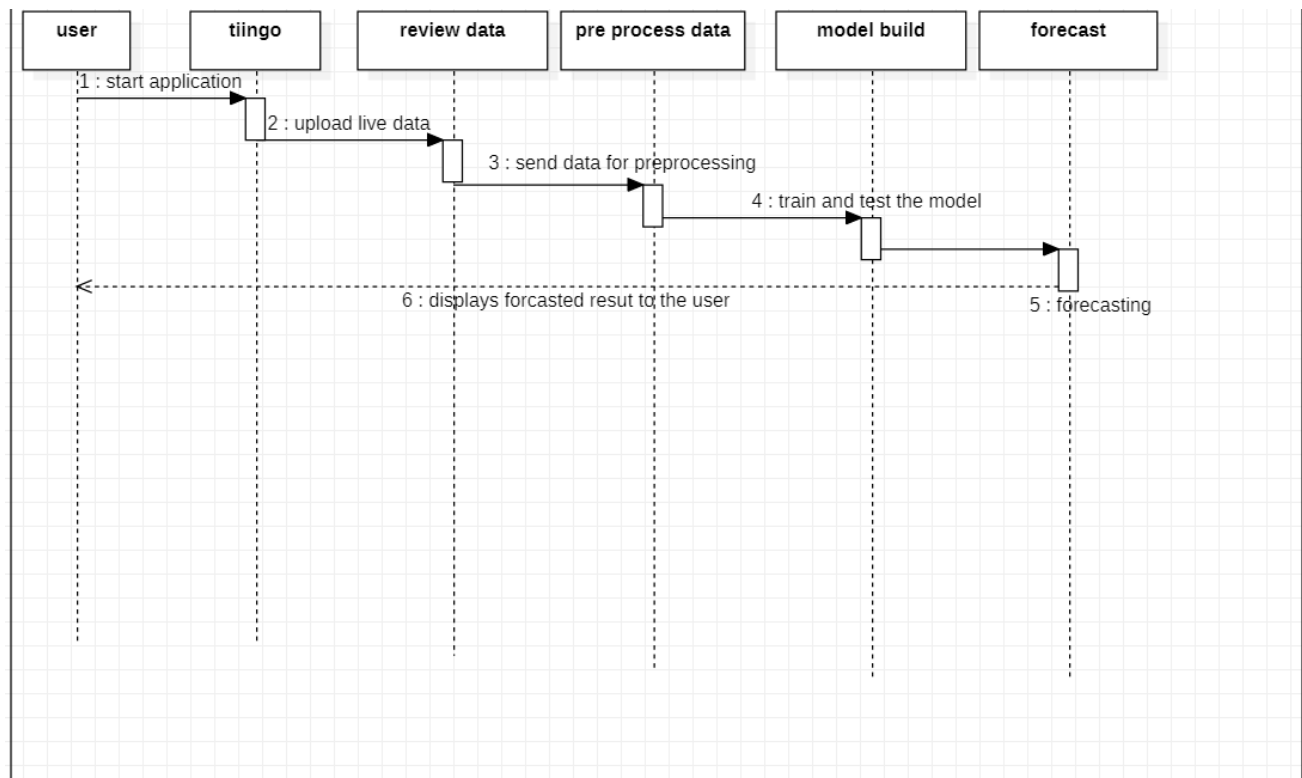 user
tiingo
review data
pre process data
model build
forecast
1 : start application
2 : upload live data
3 : send data for preprocessing
4 : train and test the model
6 : displays forcasted resut to the user
5 : forecasting